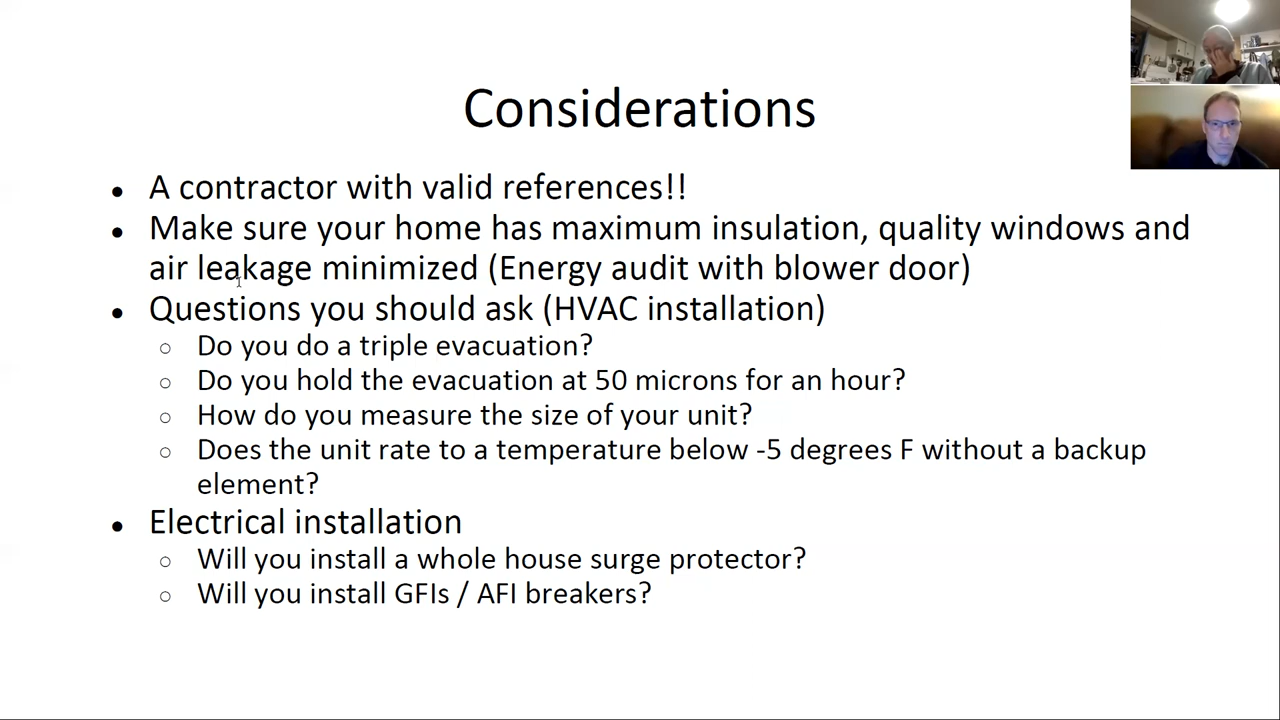 Considerations
● A contractor with valid references!!
● Make sure your home has maximum insulation, quality windows and
air leakage minimized (Energy audit with blower door)
● Questions you should ask (HVAC installation)
○ Do you do a triple evacuation?
○ Do you hold the evacuation at 50 microns for an hour?
○ How do you measure the size of your unit?
○ Does the unit rate to a temperature below -5 degrees F without a backup
element?
● Electrical installation
○ Will you install a whole house surge protector?
○ Will you install GFIs / AFI breakers?